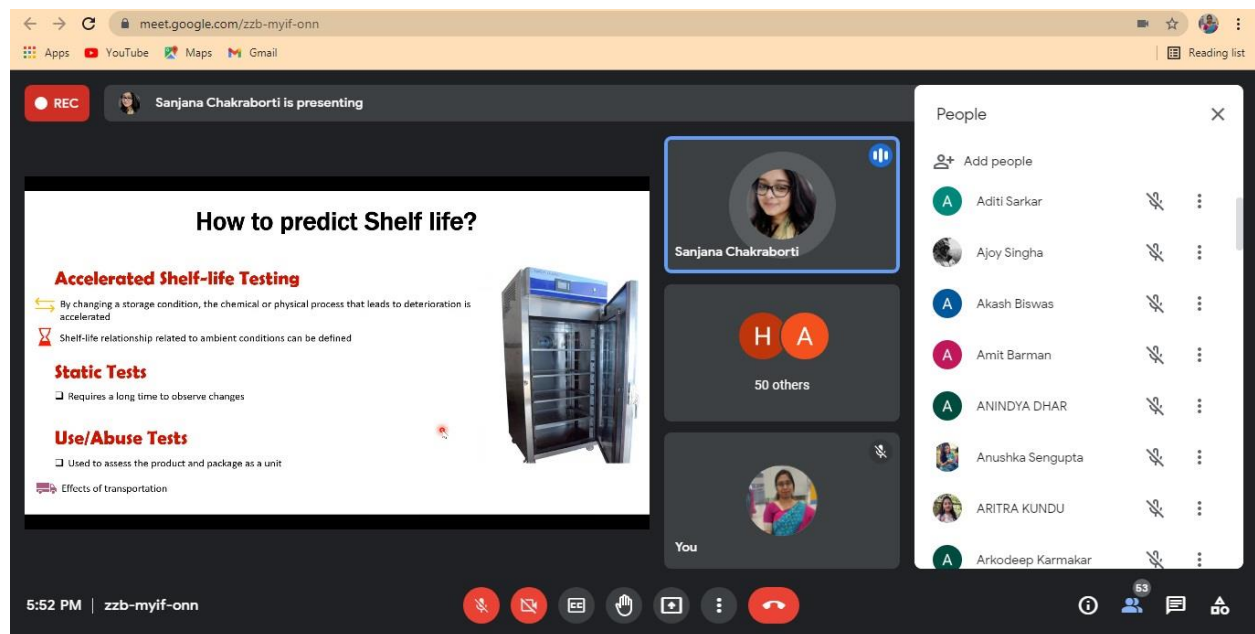 meet.google.com/zzb-myif-onn
Apps YouTube Maps Gmail Reading list
REC Sanjana Chakraborti is presenting
How to predict Shelf life?
Accelerated Shelf-life Testing
By changing a storage condition, the chemical or physical process that leads to deterioration is
accelerated
Shelf-life relationship related to ambient conditions can be defined
Static Tests
Requires a long time to observe changes
Use/Abuse Tests
Used to assess the product and package as a unit
Effects of transportation
Sanjana Chakraborti
H A
50 others
You
People
Add people
A Aditi Sarkar
Ajoy Singha
A Akash Biswas
A Amit Barman
A ANINDYA DHAR
Anushka Sengupta
ARITRA KUNDU
A Arkodeep Karmakar
5:52 PM | zzb-myif-onn
CC
53